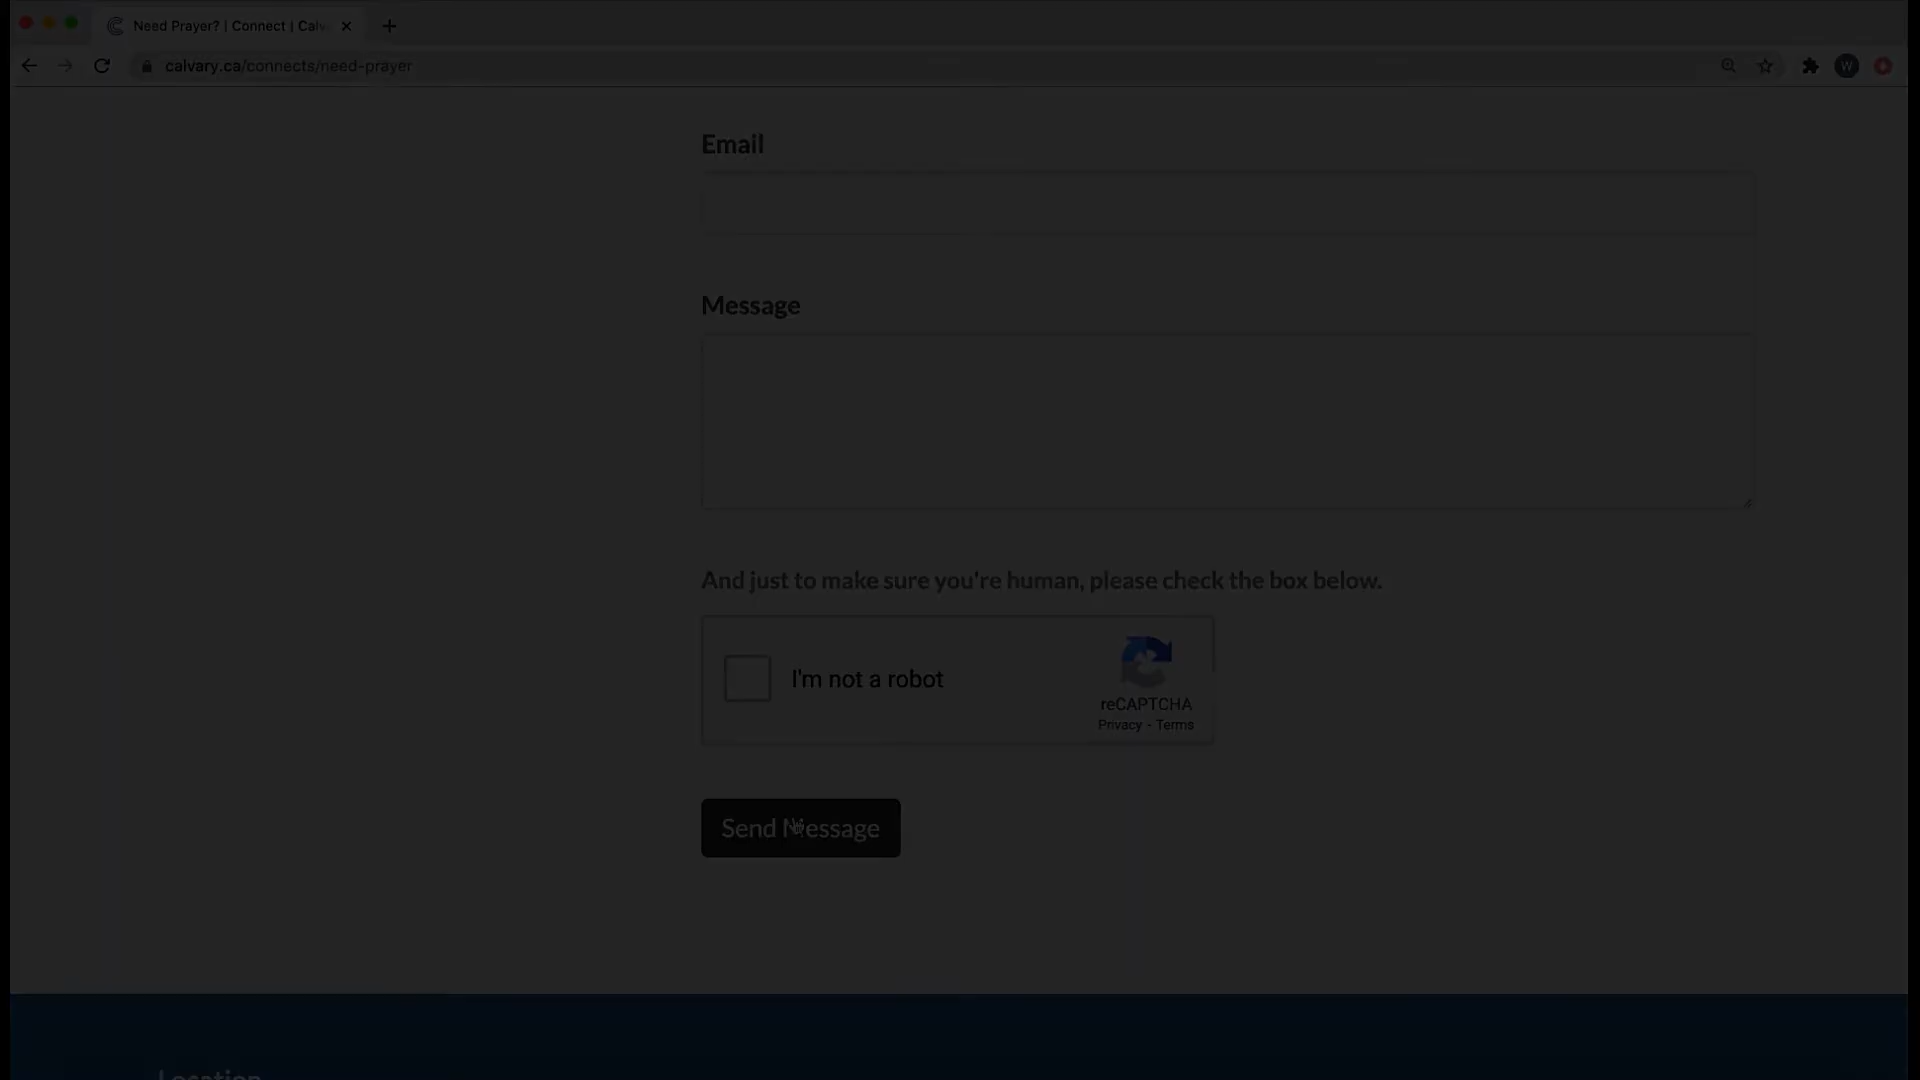 Need Prayer? | Connect | Calv
calvary.ca/connects/need-prayer
W
Email
Message
And just to make sure you're human, please check the box below.
I'm not a robot
reCAPTCHA
Privacy - Terms
Send Message
Location